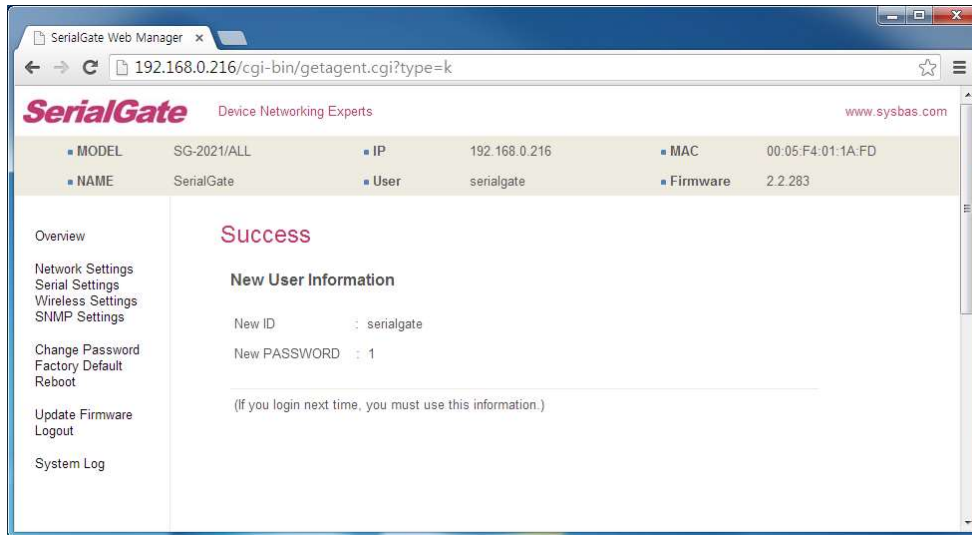 SerialGate Web Manager
192.168.0.216/cgi-bin/getagent.cgi?type=k
SerialGate Device Networking Experts www.sysbas.com
MODEL SG-2021/ALL IP 192.168.0.216 MAC 00:05:F4:01:1A:FD
NAME SerialGate User serialgate Firmware 2.2.283
Overview
Network Settings
Serial Settings
Wireless Settings
SNMP Settings
Change Password
Factory Default
Reboot
Update Firmware
Logout
System Log
Success
New User Information
New ID : serialgate
New PASSWORD : 1
(If you login next time, you must use this information.)